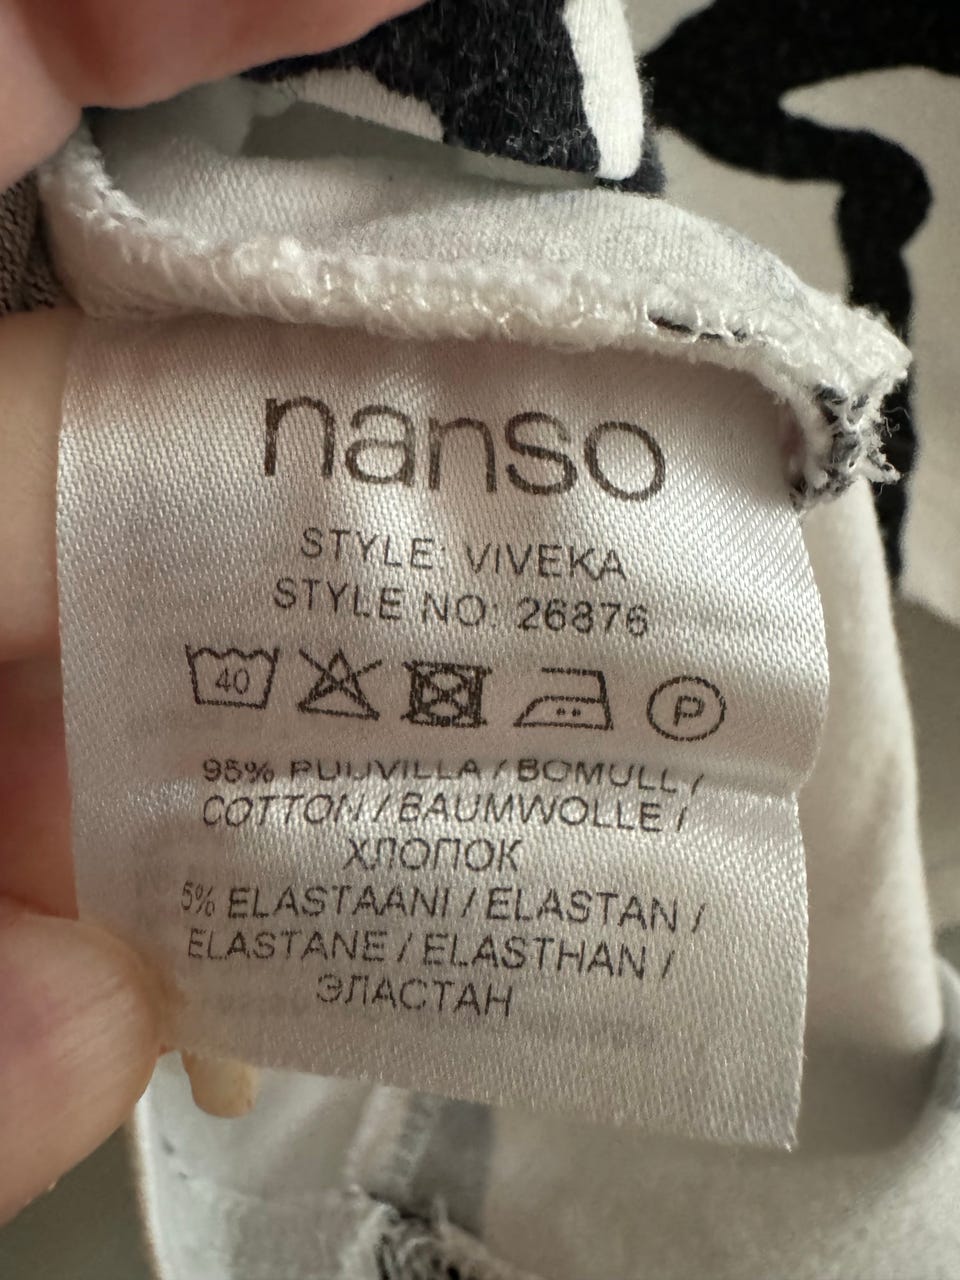 nanso
STYLE: VIVEKA
STYLE NO: 26876
40 P
95% PUUVILLA / BOMULL /
COTTON / BAUMWOLLE /
ХЛОПОК
5% ELASTAANI / ELASTAN /
ELASTANE / ELASTHAN /
ЭЛАСТАН